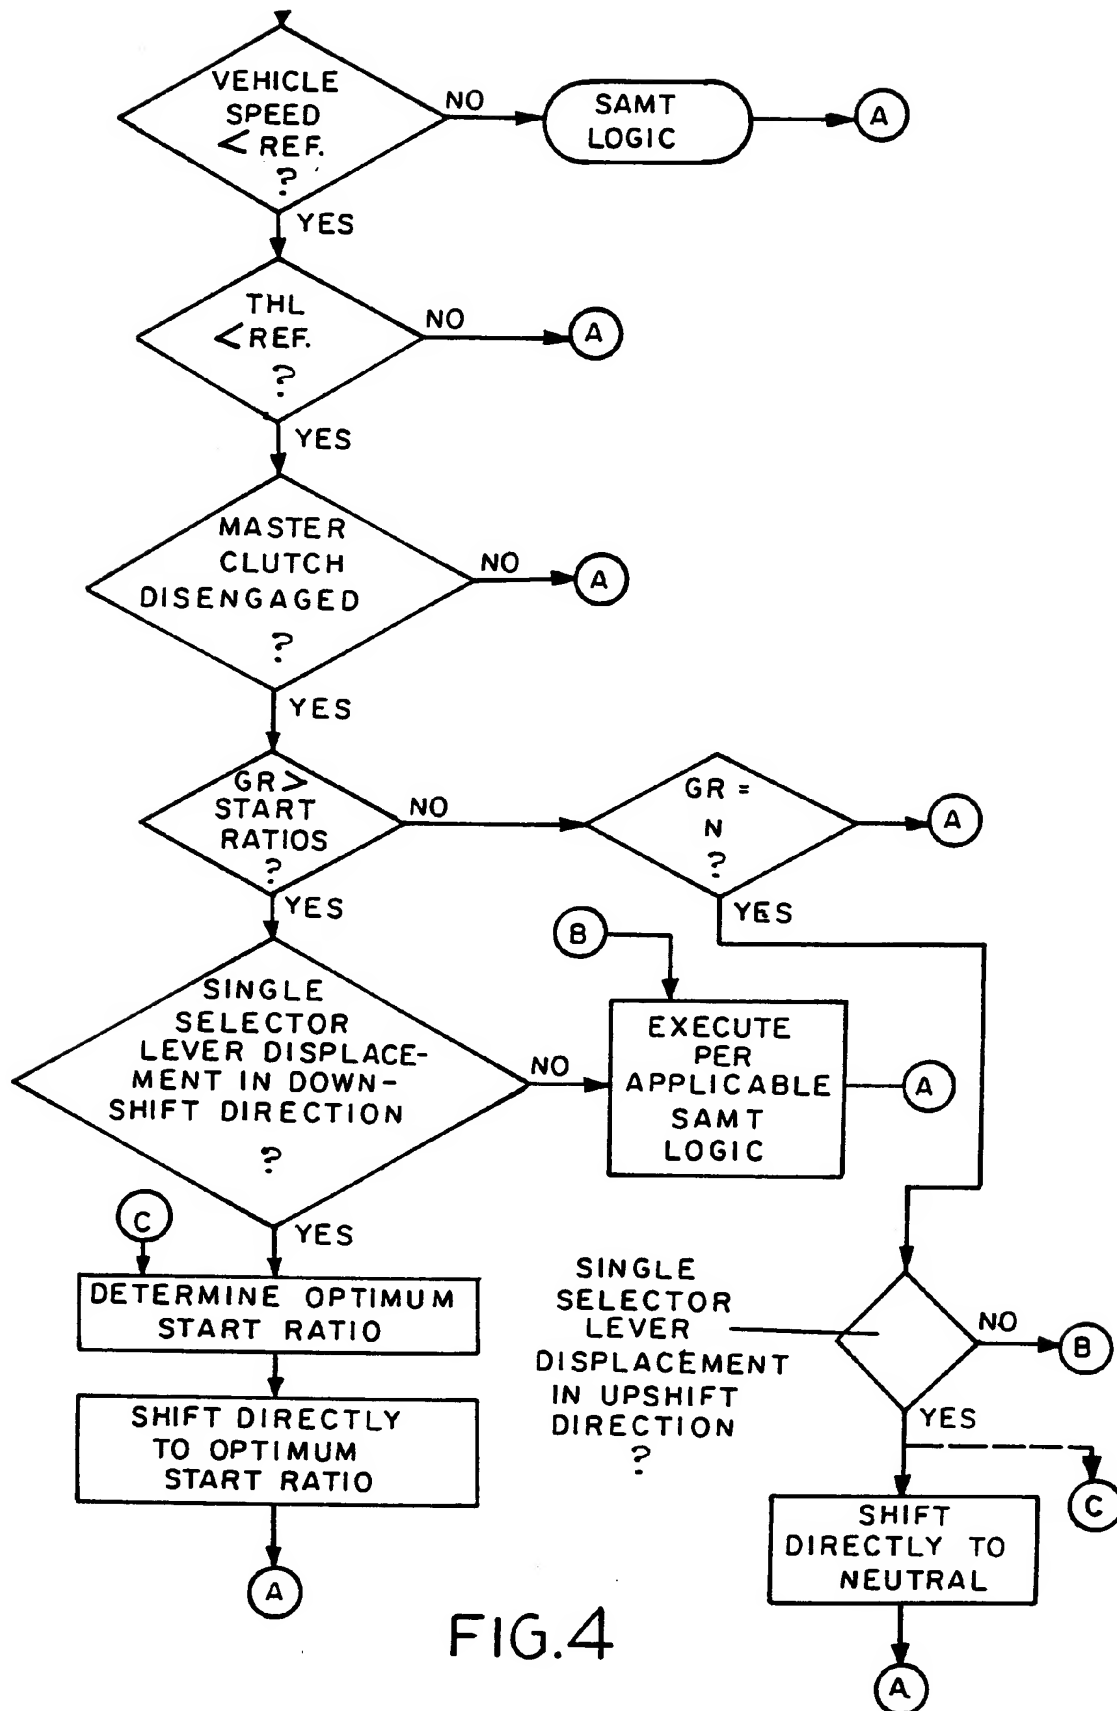 VEHICLE
SPEED
< REF.
?
NO
SAMT
LOGIC
A
YES
THL
< REF.
?
NO
A
YES
MASTER
CLUTCH
DISENGAGED
?
NO
A
YES
GR >
START
RATIOS
?
NO
GR =
N
?
A
YES
YES
B
SINGLE
SELECTOR
LEVER DISPLACE-
MENT IN DOWN-
SHIFT DIRECTION
?
NO
EXECUTE
PER
APPLICABLE
SAMT
LOGIC
A
YES
C
DETERMINE OPTIMUM
START RATIO
SHIFT DIRECTLY
TO OPTIMUM
START RATIO
A
SINGLE
SELECTOR
LEVER
DISPLACEMENT
IN UPSHIFT
DIRECTION
?
NO
B
YES
C
SHIFT
DIRECTLY TO
NEUTRAL
A
FIG.4